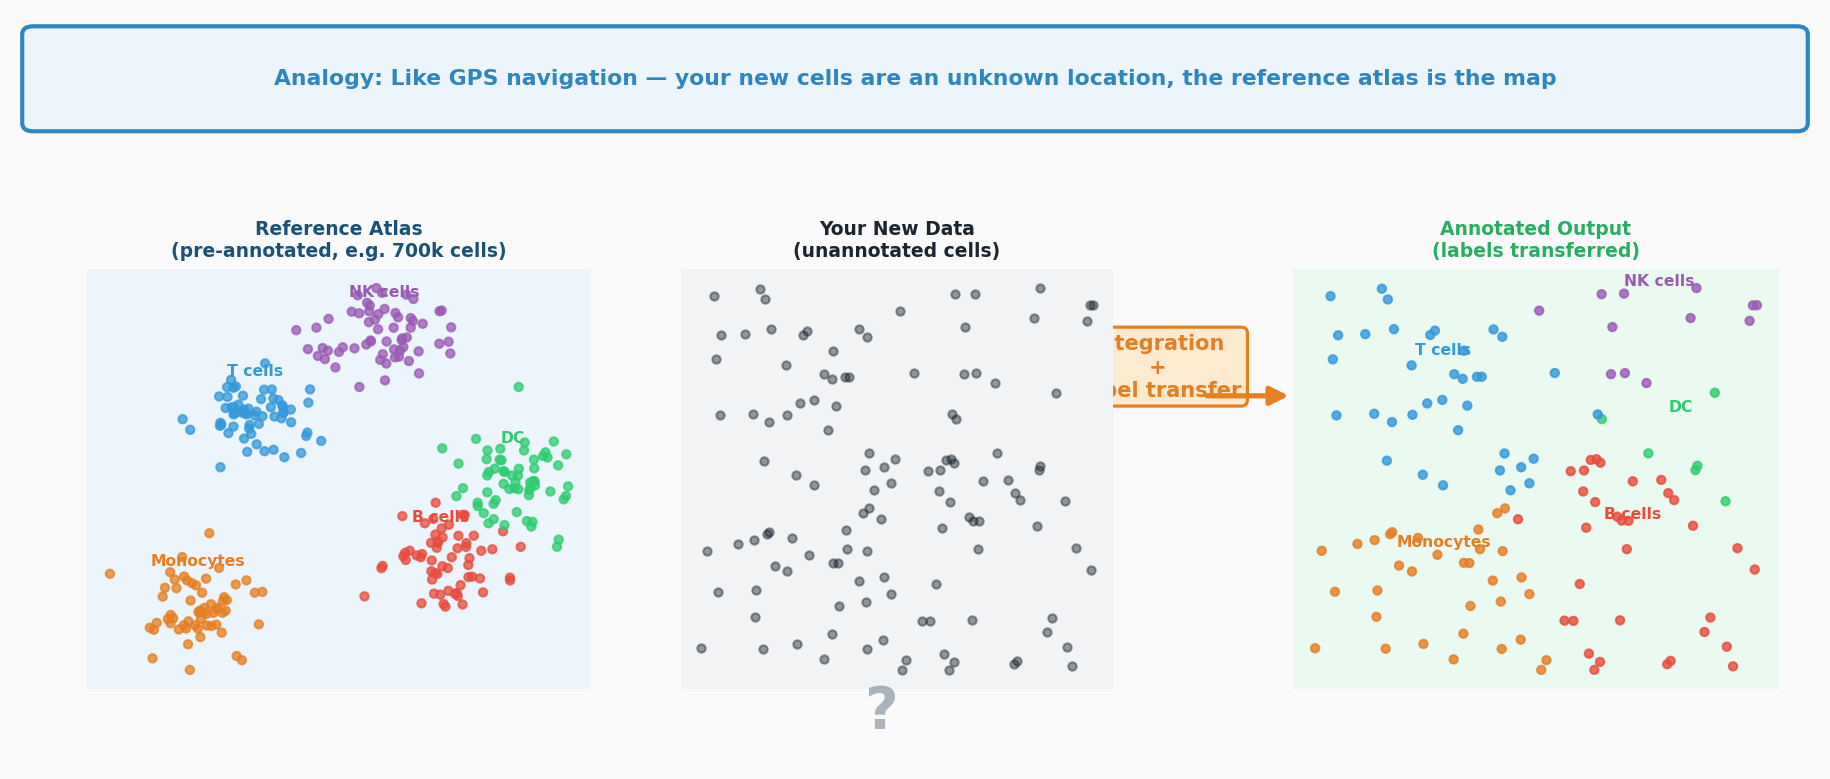 Analogy: Like GPS navigation — your new cells are an unknown location, the reference atlas is the map
Reference Atlas
(pre-annotated, e.g. 700k cells)
NK cells
T cells
DC
B cells
Monocytes
Your New Data
(unannotated cells)
?
tegration
+
bel transfer
Annotated Output
(labels transferred)
NK cells
T cells
DC
B cells
Monocytes